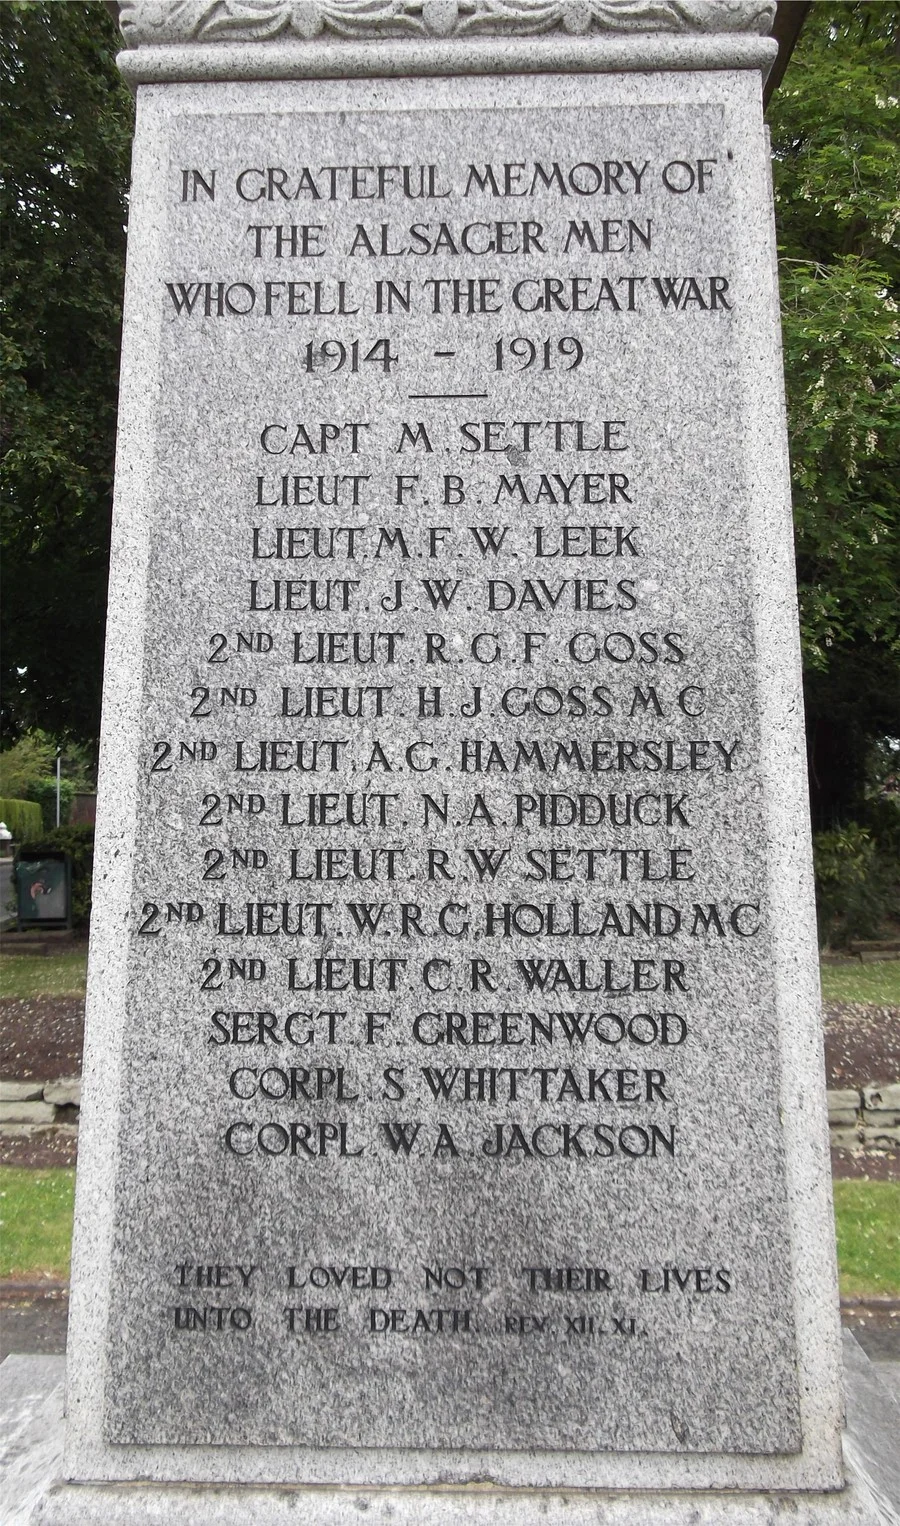 IN GRATEFUL MEMORY OF
THE ALSAGER MEN
WHO FELL IN THE GREAT WAR
1914 - 1919
CAPT M. SETTLE
LIEUT F. B. MAYER
LIEUT. M. F. W. LEEK
LIEUT. J. W. DAVIES
2ND LIEUT. R. G. F. GOSS
2ND LIEUT. H. J. GOSS M C
2ND LIEUT. A. G. HAMMERSLEY
2ND LIEUT. N. A. PIDDUCK
2ND LIEUT. R. W SETTLE
2ND LIEUT. W. R. G. HOLLAND M C
2ND LIEUT. C. R. WALLER
SERGT. F. GREENWOOD
CORPL. S. WHITTAKER
CORPL. W. A. JACKSON
THEY LOVED NOT THEIR LIVES
UNTO THE DEATH. REV. XII. XI.